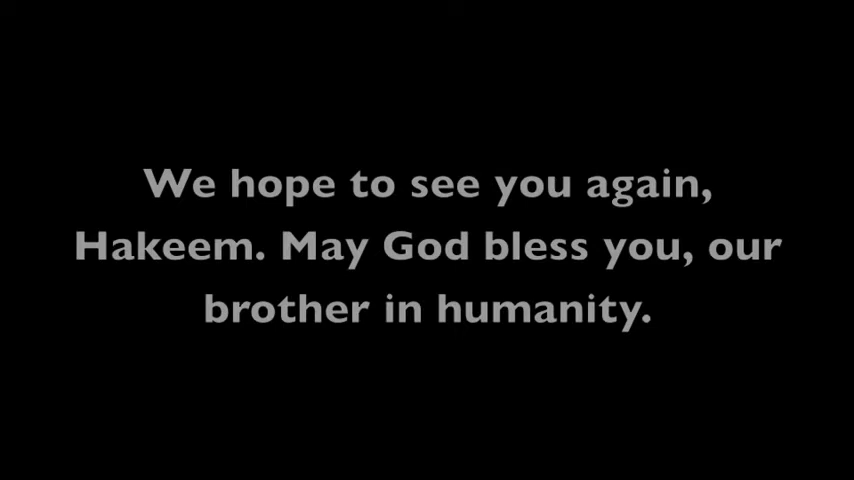 We hope to see you again,
Hakeem. May God bless you, our
brother in humanity.